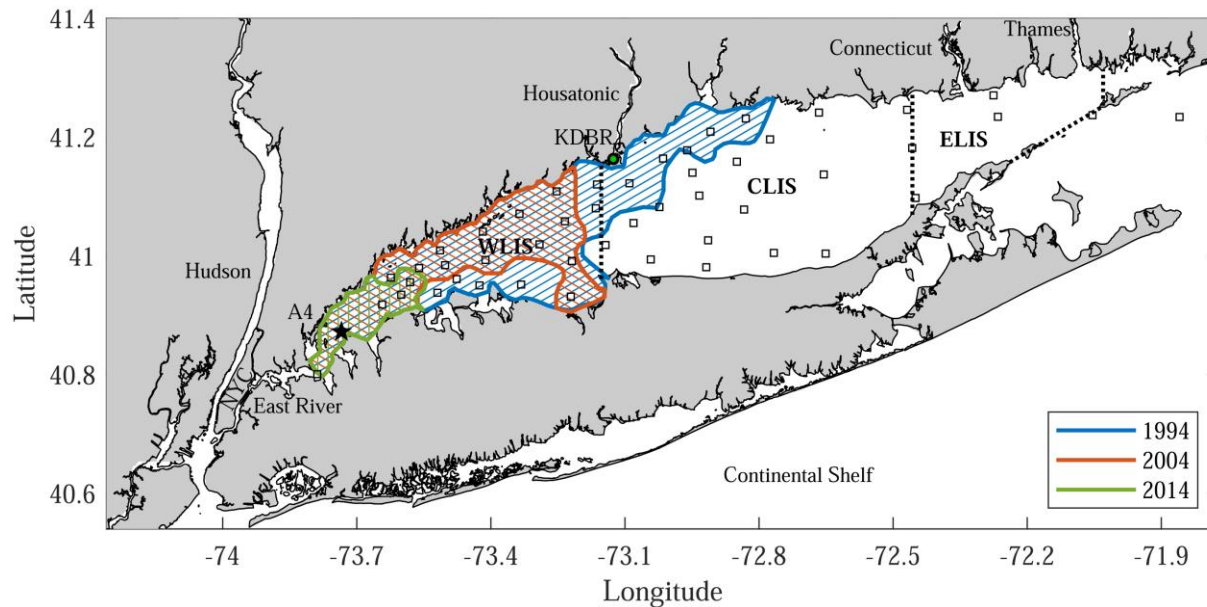 41.4
41.2
41
40.8
40.6
Latitude
Thames
Connecticut
Housatonic
KDBR
ELIS
CLIS
WLIS
Hudson
A4
NYC
East River
Continental Shelf
1994
2004
2014
-74
-73.7
-73.4
-73.1
-72.8
-72.5
-72.2
-71.9
Longitude